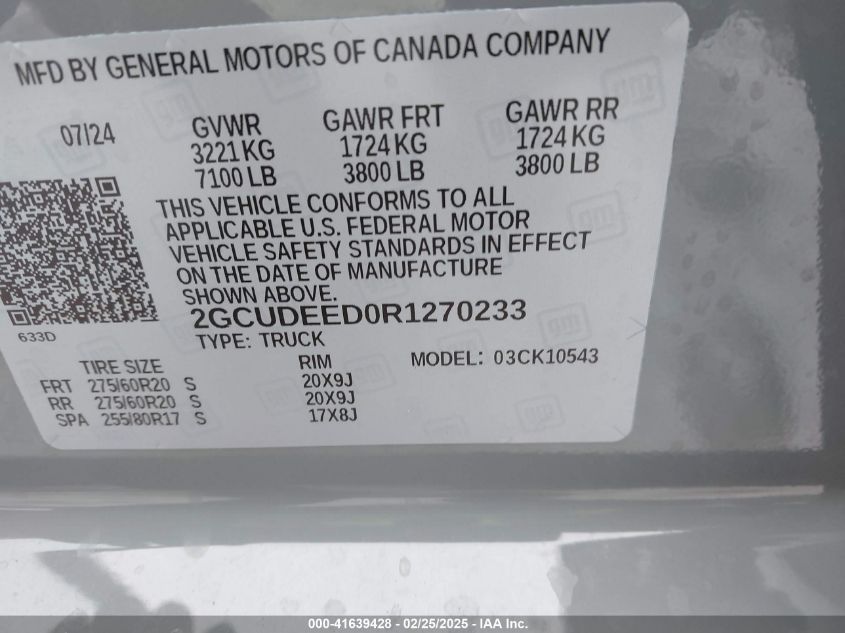 MFD BY GENERAL MOTORS OF CANADA COMPANY
07/24 GVWR GAWR FRT GAWR RR
3221 KG 1724 KG 1724 KG
7100 LB 3800 LB 3800 LB
THIS VEHICLE CONFORMS TO ALL
APPLICABLE U.S. FEDERAL MOTOR
VEHICLE SAFETY STANDARDS IN EFFECT
ON THE DATE OF MANUFACTURE
SHOWN ABOVE.
2GCUDEED0R1270233
633D TYPE: TRUCK
TIRE SIZE RIM MODEL: 03CK10543
FRT 275/60R20 S 20X9J
RR 275/60R20 S 20X9J
SPA 255/80R17 S 17X8J
000-41639428 - 02/25/2025 - IAA Inc.